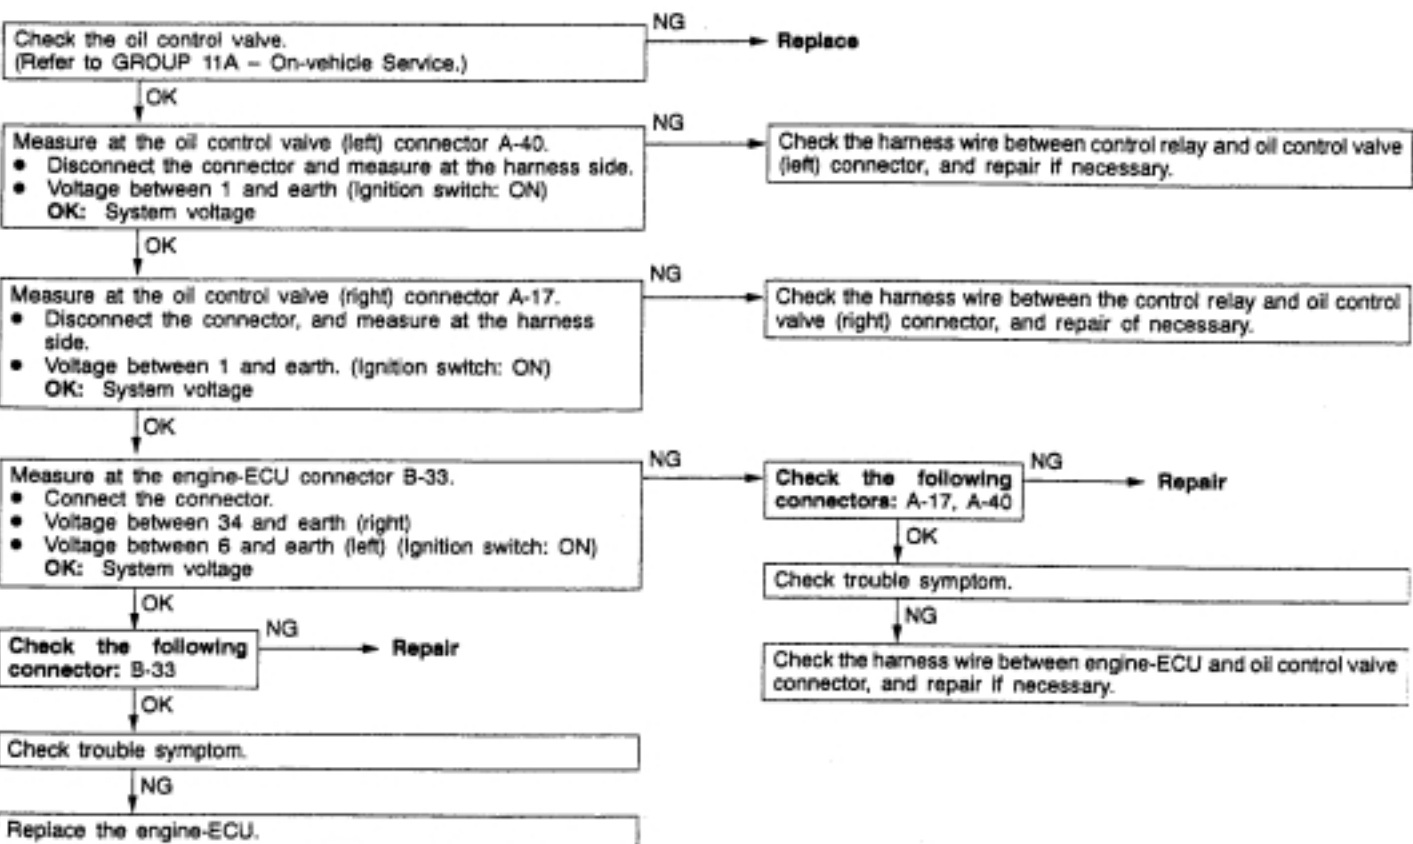 NG
Check the oil control valve.
(Refer to GROUP 11A – On-vehicle Service.)
Replace
OK
Measure at the oil control valve (left) connector A-40.
● Disconnect the connector and measure at the harness side.
● Voltage between 1 and earth (Ignition switch: ON)
OK: System voltage
NG
Check the harness wire between control relay and oil control valve
(left) connector, and repair if necessary.
OK
Measure at the oil control valve (right) connector A-17.
● Disconnect the connector, and measure at the harness
side.
● Voltage between 1 and earth. (Ignition switch: ON)
OK: System voltage
NG
Check the harness wire between the control relay and oil control
valve (right) connector, and repair of necessary.
OK
Measure at the engine-ECU connector B-33.
● Connect the connector.
● Voltage between 34 and earth (right)
● Voltage between 6 and earth (left) (Ignition switch: ON)
OK: System voltage
NG
Check the following
connectors: A-17, A-40
NG
Repair
OK
Check trouble symptom.
NG
Check the harness wire between engine-ECU and oil control valve
connector, and repair if necessary.
OK
Check the following
connector: B-33
NG
Repair
OK
Check trouble symptom.
NG
Replace the engine-ECU.